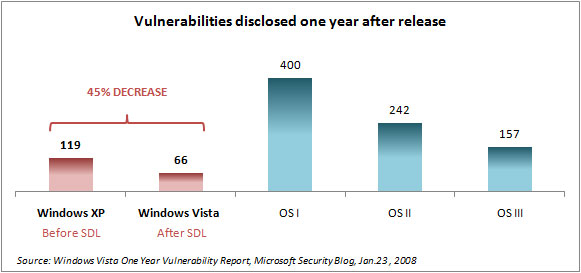 Vulnerabilities disclosed one year after release
45% DECREASE
119
66
400
242
157
Windows XP
Before SDL
Windows Vista
After SDL
OS I
OS II
OS III
Source: Windows Vista One Year Vulnerability Report, Microsoft Security Blog, Jan.23 , 2008